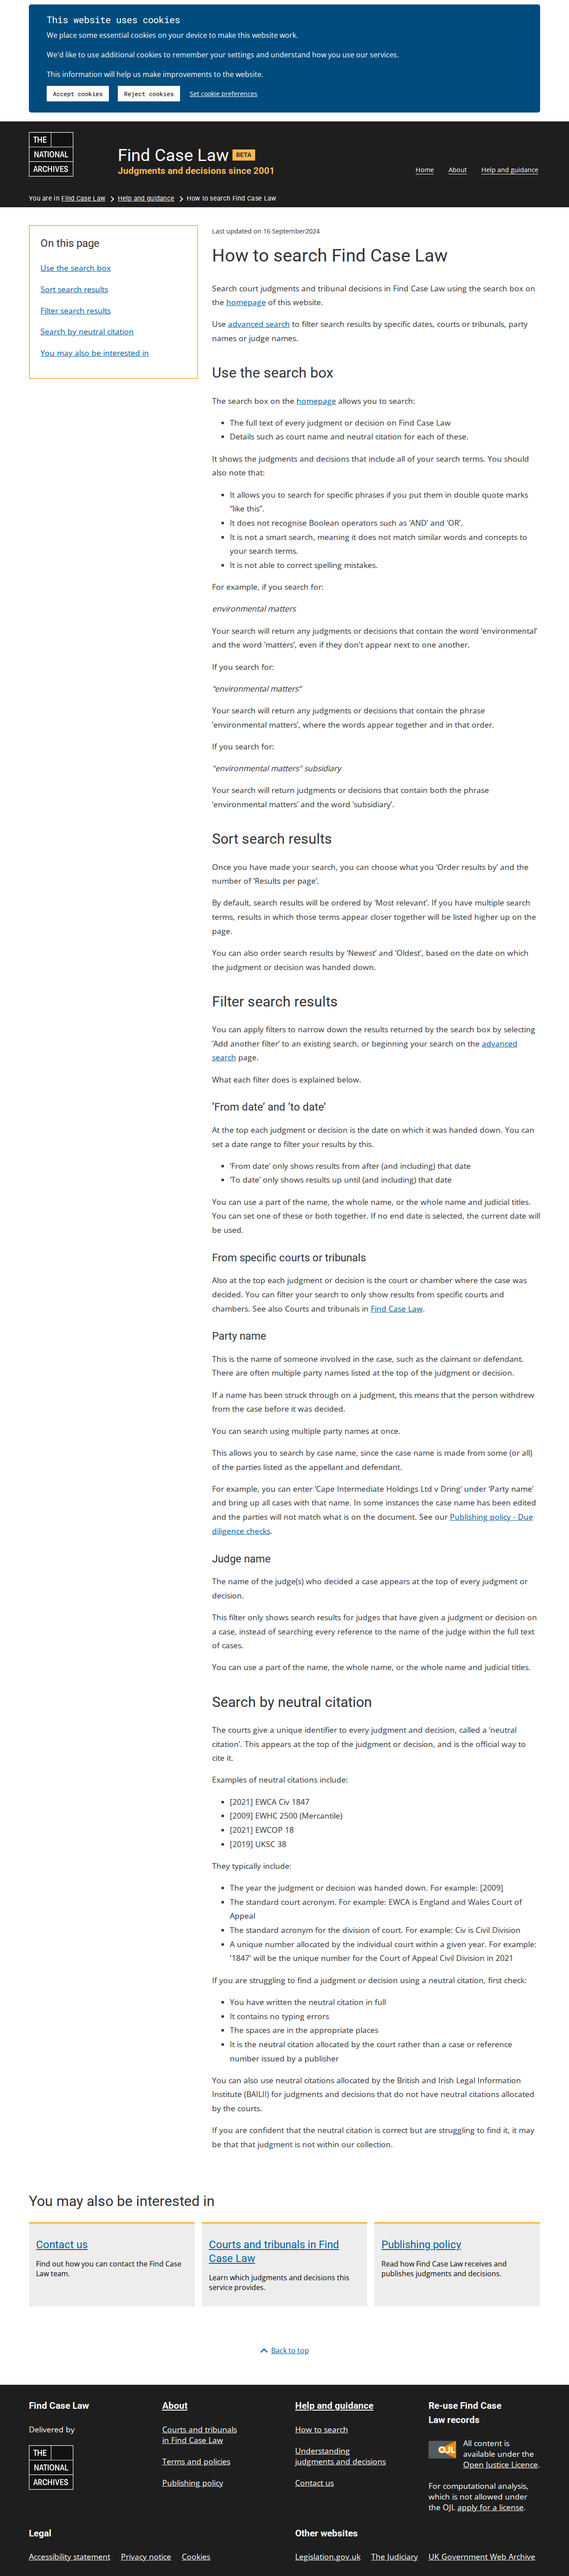 This website uses cookies
We place some essential cookies on your device to make this website work.
We'd like to use additional cookies to remember your settings and understand how you use our services.
This information will help us make improvements to the website.
Accept cookies
Reject cookies
Set cookie preferences
THE
NATIONAL
ARCHIVES
Find Case Law BETA
Judgments and decisions since 2001
Home
About
Help and guidance
You are in Find Case Law > Help and guidance > How to search Find Case Law
On this page
Use the search box
Sort search results
Filter search results
Search by neutral citation
You may also be interested in
Last updated on 16 September2024
How to search Find Case Law
Search court judgments and tribunal decisions in Find Case Law using the search box on
the homepage of this website.
Use advanced search to filter search results by specific dates, courts or tribunals, party
names or judge names.
Use the search box
The search box on the homepage allows you to search:
• The full text of every judgment or decision on Find Case Law
• Details such as court name and neutral citation for each of these.
It shows the judgments and decisions that include all of your search terms. You should
also note that:
• It allows you to search for specific phrases if you put them in double quote marks
“like this”.
• It does not recognise Boolean operators such as ‘AND’ and ‘OR’.
• It is not a smart search, meaning it does not match similar words and concepts to
your search terms.
• It is not able to correct spelling mistakes.
For example, if you search for:
environmental matters
Your search will return any judgments or decisions that contain the word ‘environmental’
and the word ‘matters’, even if they don't appear next to one another.
If you search for:
“environmental matters”
Your search will return any judgments or decisions that contain the phrase
‘environmental matters’, where the words appear together and in that order.
If you search for:
"environmental matters" subsidiary
Your search will return judgments or decisions that contain both the phrase
‘environmental matters’ and the word ‘subsidiary’.
Sort search results
Once you have made your search, you can choose what you ‘Order results by’ and the
number of ‘Results per page’.
By default, search results will be ordered by ‘Most relevant’. If you have multiple search
terms, results in which those terms appear closer together will be listed higher up on the
page.
You can also order search results by ‘Newest’ and ‘Oldest’, based on the date on which
the judgment or decision was handed down.
Filter search results
You can apply filters to narrow down the results returned by the search box by selecting
‘Add another filter’ to an existing search, or beginning your search on the advanced
search page.
What each filter does is explained below.
‘From date’ and ‘to date’
At the top each judgment or decision is the date on which it was handed down. You can
set a date range to filter your results by this.
• ‘From date’ only shows results from after (and including) that date
• ‘To date’ only shows results up until (and including) that date
You can use a part of the name, the whole name, or the whole name and judicial titles.
You can set one of these or both together. If no end date is selected, the current date will
be used.
From specific courts or tribunals
Also at the top each judgment or decision is the court or chamber where the case was
decided. You can filter your search to only show results from specific courts and
chambers. See also Courts and tribunals in Find Case Law.
Party name
This is the name of someone involved in the case, such as the claimant or defendant.
There are often multiple party names listed at the top of the judgment or decision.
If a name has been struck through on a judgment, this means that the person withdrew
from the case before it was decided.
You can search using multiple party names at once.
This allows you to search by case name, since the case name is made from some (or all)
of the parties listed as the appellant and defendant.
For example, you can enter ‘Cape Intermediate Holdings Ltd v Dring’ under ‘Party name’
and bring up all cases with that name. In some instances the case name has been edited
and the parties will not match what is on the document. See our Publishing policy - Due
diligence checks.
Judge name
The name of the judge(s) who decided a case appears at the top of every judgment or
decision.
This filter only shows search results for judges that have given a judgment or decision on
a case, instead of searching every reference to the name of the judge within the full text
of cases.
You can use a part of the name, the whole name, or the whole name and judicial titles.
Search by neutral citation
The courts give a unique identifier to every judgment and decision, called a ‘neutral
citation’. This appears at the top of the judgment or decision, and is the official way to
cite it.
Examples of neutral citations include:
• [2021] EWCA Civ 1847
• [2009] EWHC 2500 (Mercantile)
• [2021] EWCOP 18
• [2019] UKSC 38
They typically include:
• The year the judgment or decision was handed down. For example: [2009]
• The standard court acronym. For example: EWCA is England and Wales Court of
Appeal
• The standard acronym for the division of court. For example: Civ is Civil Division
• A unique number allocated by the individual court within a given year. For example:
'1847' will be the unique number for the Court of Appeal Civil Division in 2021
If you are struggling to find a judgment or decision using a neutral citation, first check:
• You have written the neutral citation in full
• It contains no typing errors
• The spaces are in the appropriate places
• It is the neutral citation allocated by the court rather than a case or reference
number issued by a publisher
You can also use neutral citations allocated by the British and Irish Legal Information
Institute (BAILII) for judgments and decisions that do not have neutral citations allocated
by the courts.
If you are confident that the neutral citation is correct but are struggling to find it, it may
be that that judgment is not within our collection.
You may also be interested in
Contact us
Find out how you can contact the Find Case
Law team.
Courts and tribunals in Find
Case Law
Learn which judgments and decisions this
service provides.
Publishing policy
Read how Find Case Law receives and
publishes judgments and decisions.
Back to top
Find Case Law
Delivered by
THE
NATIONAL
ARCHIVES
About
Courts and tribunals
in Find Case Law
Terms and policies
Publishing policy
Help and guidance
How to search
Understanding
judgments and decisions
Contact us
Re-use Find Case
Law records
OJL
All content is
available under the
Open Justice Licence.
For computational analysis,
which is not allowed under
the OJL apply for a license.
Legal
Accessibility statement
Privacy notice
Cookies
Other websites
Legislation.gov.uk
The Judiciary
UK Government Web Archive